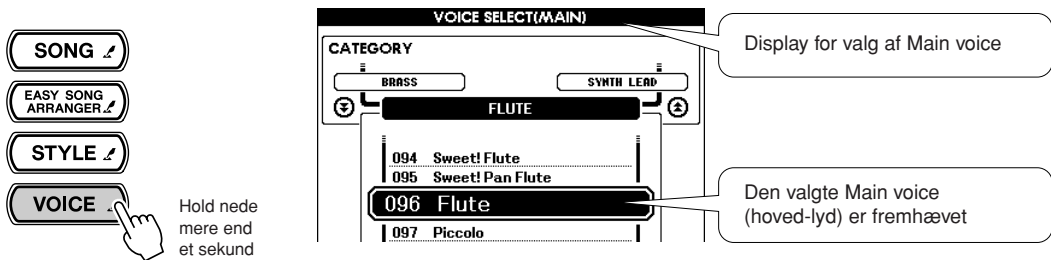 SONG
EASY SONG
ARRANGER
STYLE
VOICE
Hold nede
mere end
et sekund
VOICE SELECT(MAIN)
CATEGORY
BRASS
SYNTH LEAD
FLUTE
094 Sweet! Flute
095 Sweet! Pan Flute
096 Flute
097 Piccolo
Display for valg af Main voice
Den valgte Main voice
(hoved-lyd) er fremhævet